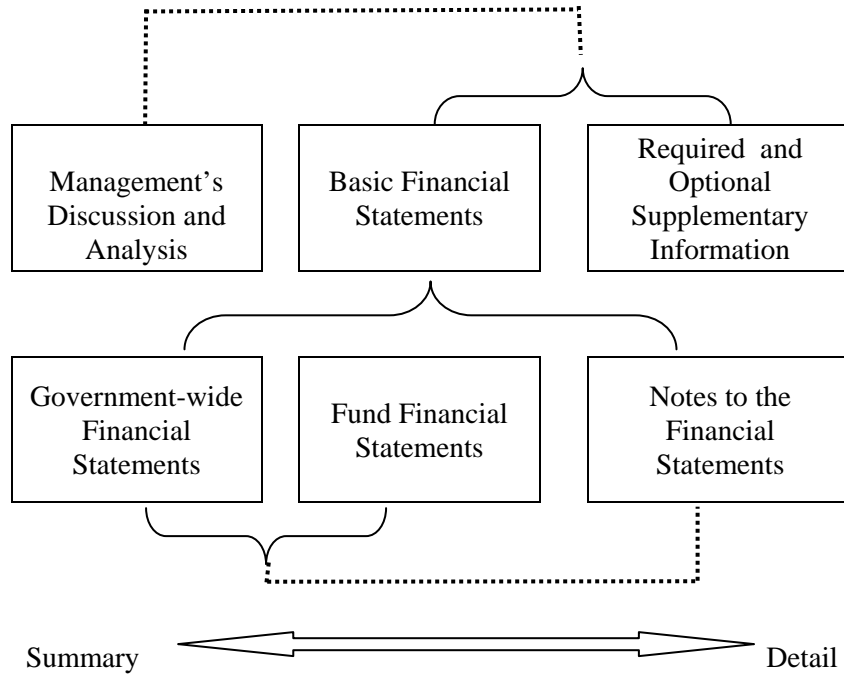 Management’s
Discussion and
Analysis
Basic Financial
Statements
Required and
Optional
Supplementary
Information
Government-wide
Financial
Statements
Fund Financial
Statements
Notes to the
Financial
Statements
Summary
Detail